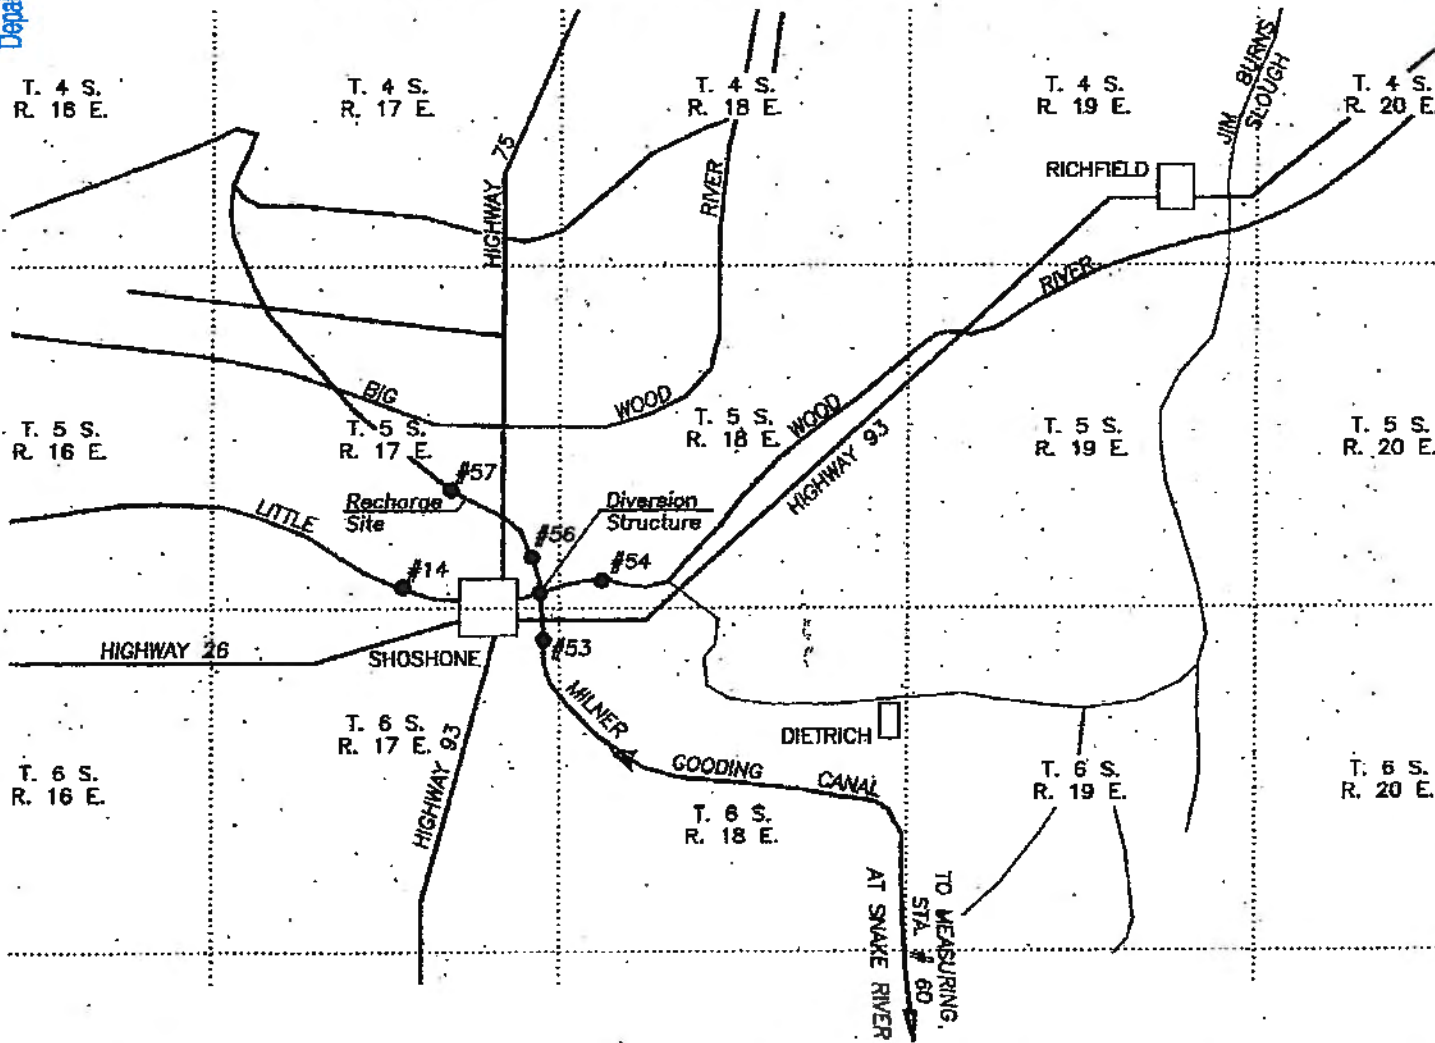 Depa
T. 4 S.
R. 16 E.
T. 4 S.
R. 17 E.
T. 4 S.
R. 18 E.
T. 4 S.
R. 19 E.
T. 4 S.
R. 20 E.
JIM BURNS
SLOUGH
RICHFIELD
HIGHWAY 75
RIVER
RIVER
BIG
WOOD
WOOD
HIGHWAY 93
T. 5 S.
R. 16 E.
T. 5 S.
R. 17 E.
T. 5 S.
R. 18 E.
T. 5 S.
R. 19 E.
T. 5 S.
R. 20 E.
#57
Recharge
Site
Diversion
Structure
LITTLE
#56
#54
#14
#53
HIGHWAY 26
SHOSHONE
MILNER
GOODING
CANAL
DIETRICH
HIGHWAY 93
T. 6 S.
R. 16 E.
T. 6 S.
R. 17 E.
T. 6 S.
R. 18 E.
T. 6 S.
R. 19 E.
T. 6 S.
R. 20 E.
TO MEASURING
STA. # 60
AT SNAKE RIVER